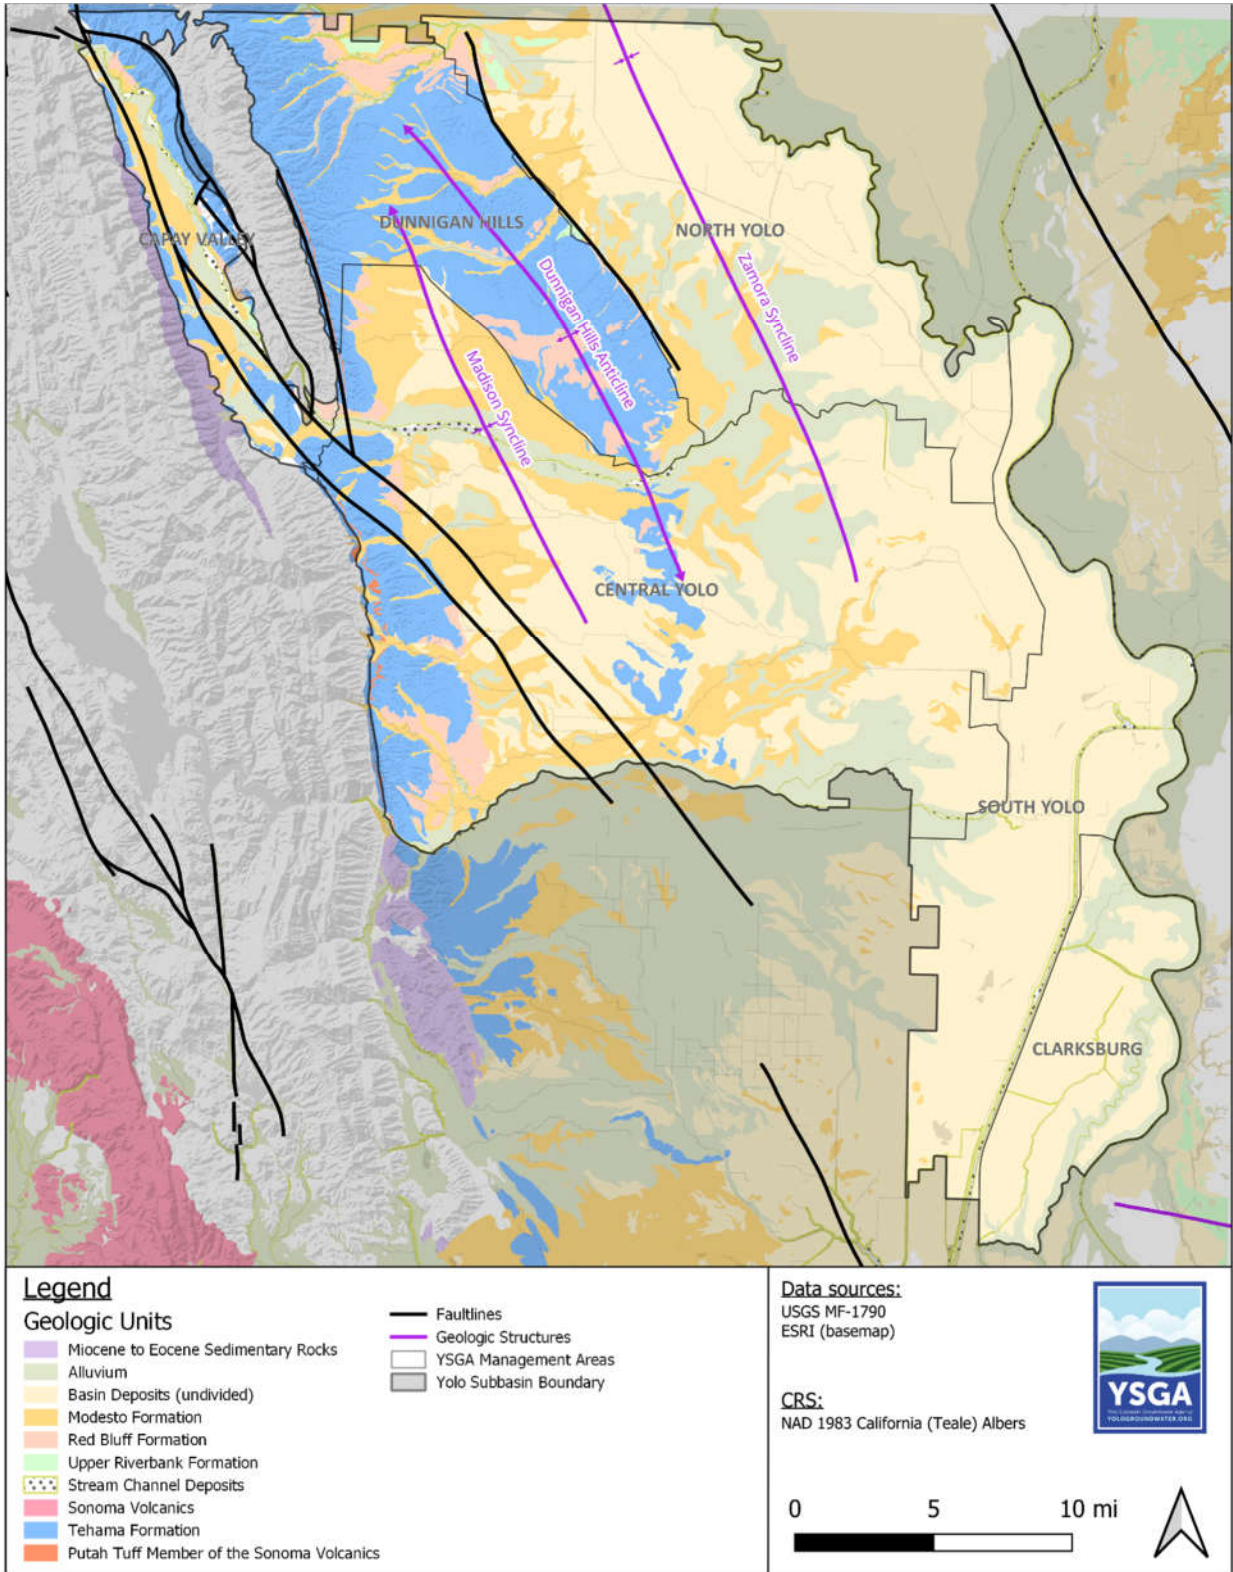 CAPAY VALLEY
DUNNIGAN HILLS
NORTH YOLO
Dunnigan Hills Anticline
Zamora Syncline
Madison Syncline
CENTRAL YOLO
SOUTH YOLO
CLARKSBURG
Legend
Geologic Units
Miocene to Eocene Sedimentary Rocks
Alluvium
Basin Deposits (undivided)
Modesto Formation
Red Bluff Formation
Upper Riverbank Formation
Stream Channel Deposits
Sonoma Volcanics
Tehama Formation
Putah Tuff Member of the Sonoma Volcanics
Faultlines
Geologic Structures
YSGA Management Areas
Yolo Subbasin Boundary
Data sources:
USGS MF-1790
ESRI (basemap)
CRS:
NAD 1983 California (Teale) Albers
YSGA
YOLOGROUNDWATER.ORG
0 5 10 mi